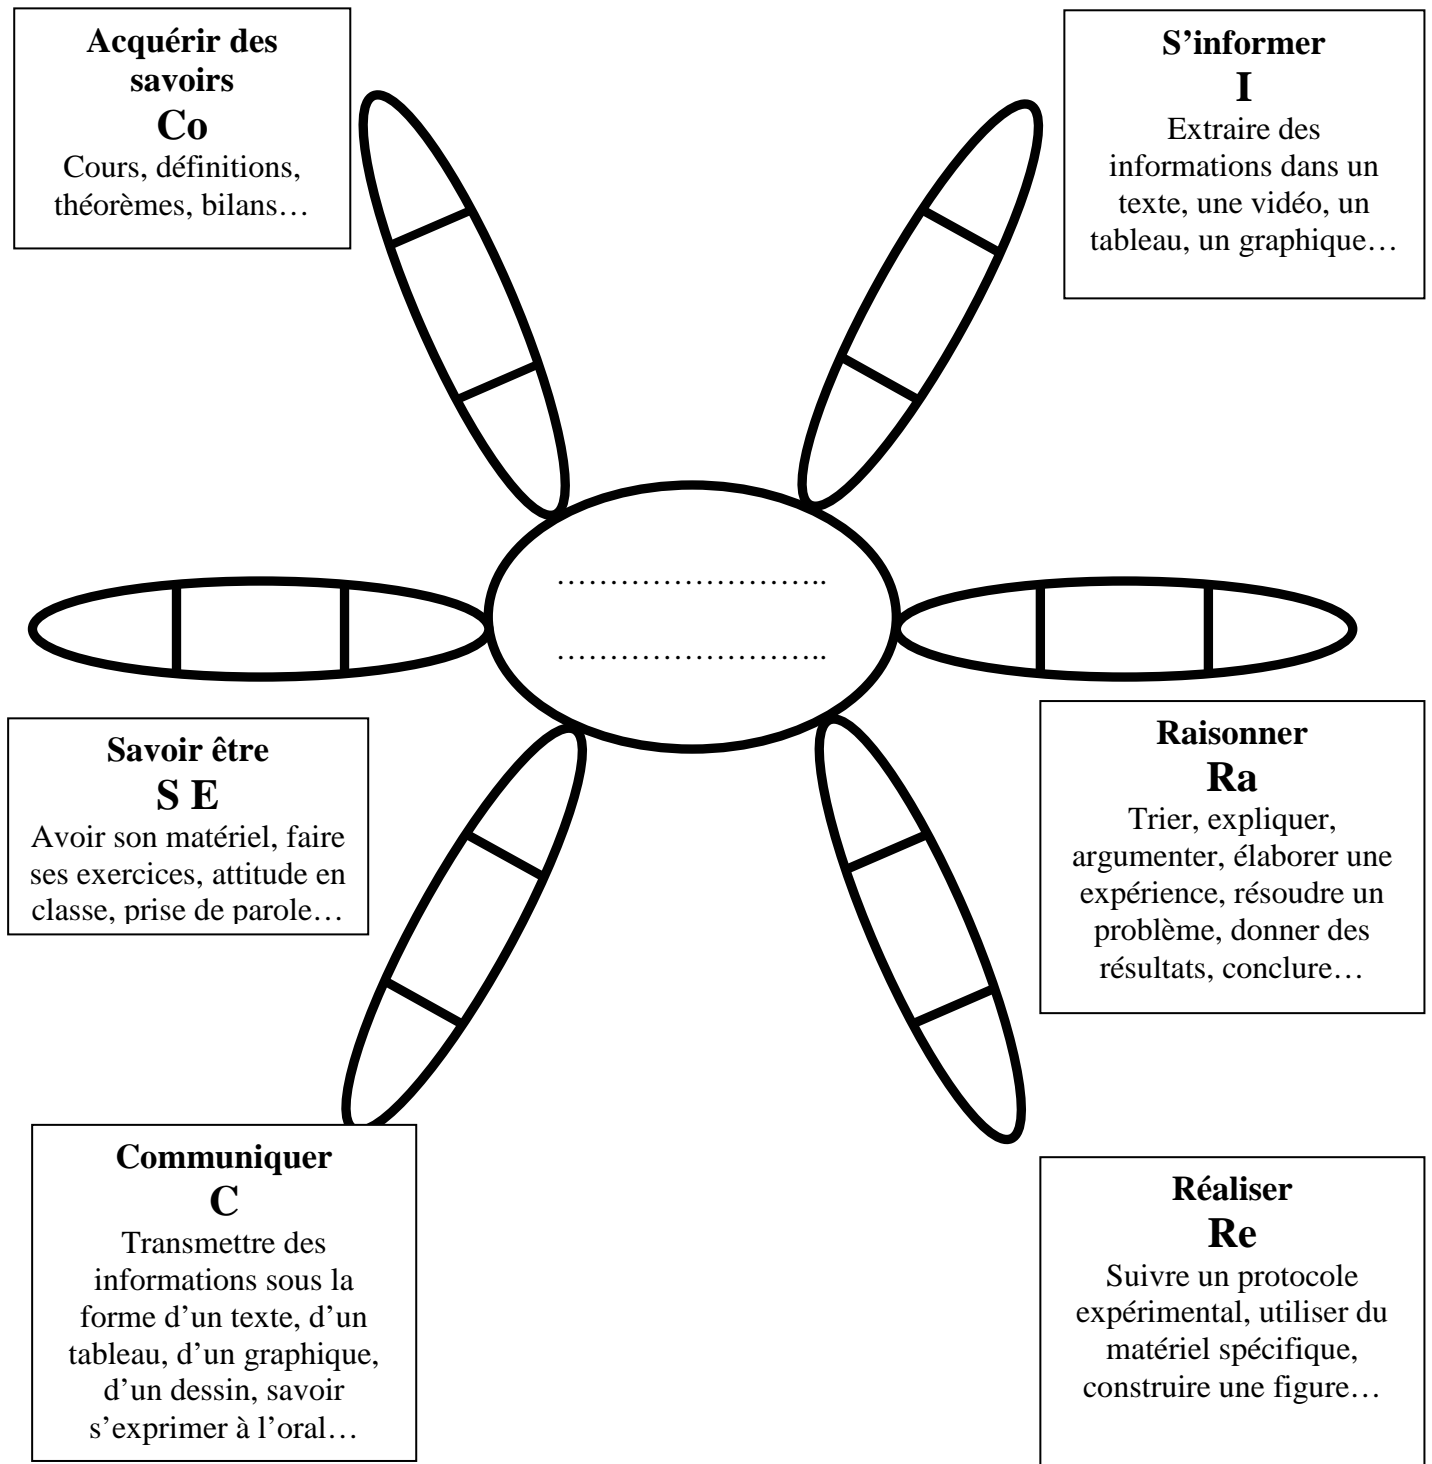 Acquérir des
savoirs
Co
Cours, définitions,
théorèmes, bilans…
S’informer
I
Extraire des
informations dans un
texte, une vidéo, un
tableau, un graphique…
………………………..
………………………..
Savoir être
S E
Avoir son matériel, faire
ses exercices, attitude en
classe, prise de parole…
Raisonner
Ra
Trier, expliquer,
argumenter, élaborer une
expérience, résoudre un
problème, donner des
résultats, conclure…
Communiquer
C
Transmettre des
informations sous la
forme d’un texte, d’un
tableau, d’un graphique,
d’un dessin, savoir
s’exprimer à l’oral…
Réaliser
Re
Suivre un protocole
expérimental, utiliser du
matériel spécifique,
construire une figure…